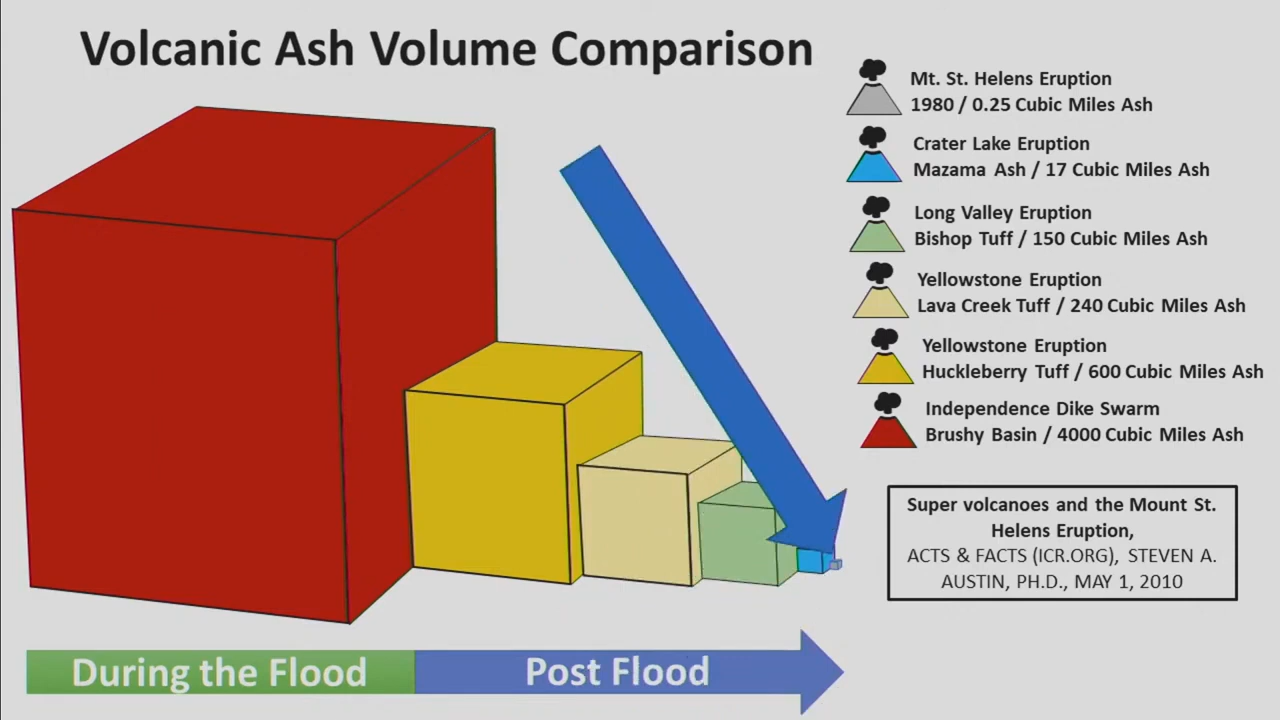 Volcanic Ash Volume Comparison
Mt. St. Helens Eruption
1980 / 0.25 Cubic Miles Ash
Crater Lake Eruption
Mazama Ash / 17 Cubic Miles Ash
Long Valley Eruption
Bishop Tuff / 150 Cubic Miles Ash
Yellowstone Eruption
Lava Creek Tuff / 240 Cubic Miles Ash
Yellowstone Eruption
Huckleberry Tuff / 600 Cubic Miles Ash
Independence Dike Swarm
Brushy Basin / 4000 Cubic Miles Ash
Super volcanoes and the Mount St.
Helens Eruption,
ACTS & FACTS (ICR.ORG), STEVEN A.
AUSTIN, PH.D., MAY 1, 2010
During the Flood
Post Flood